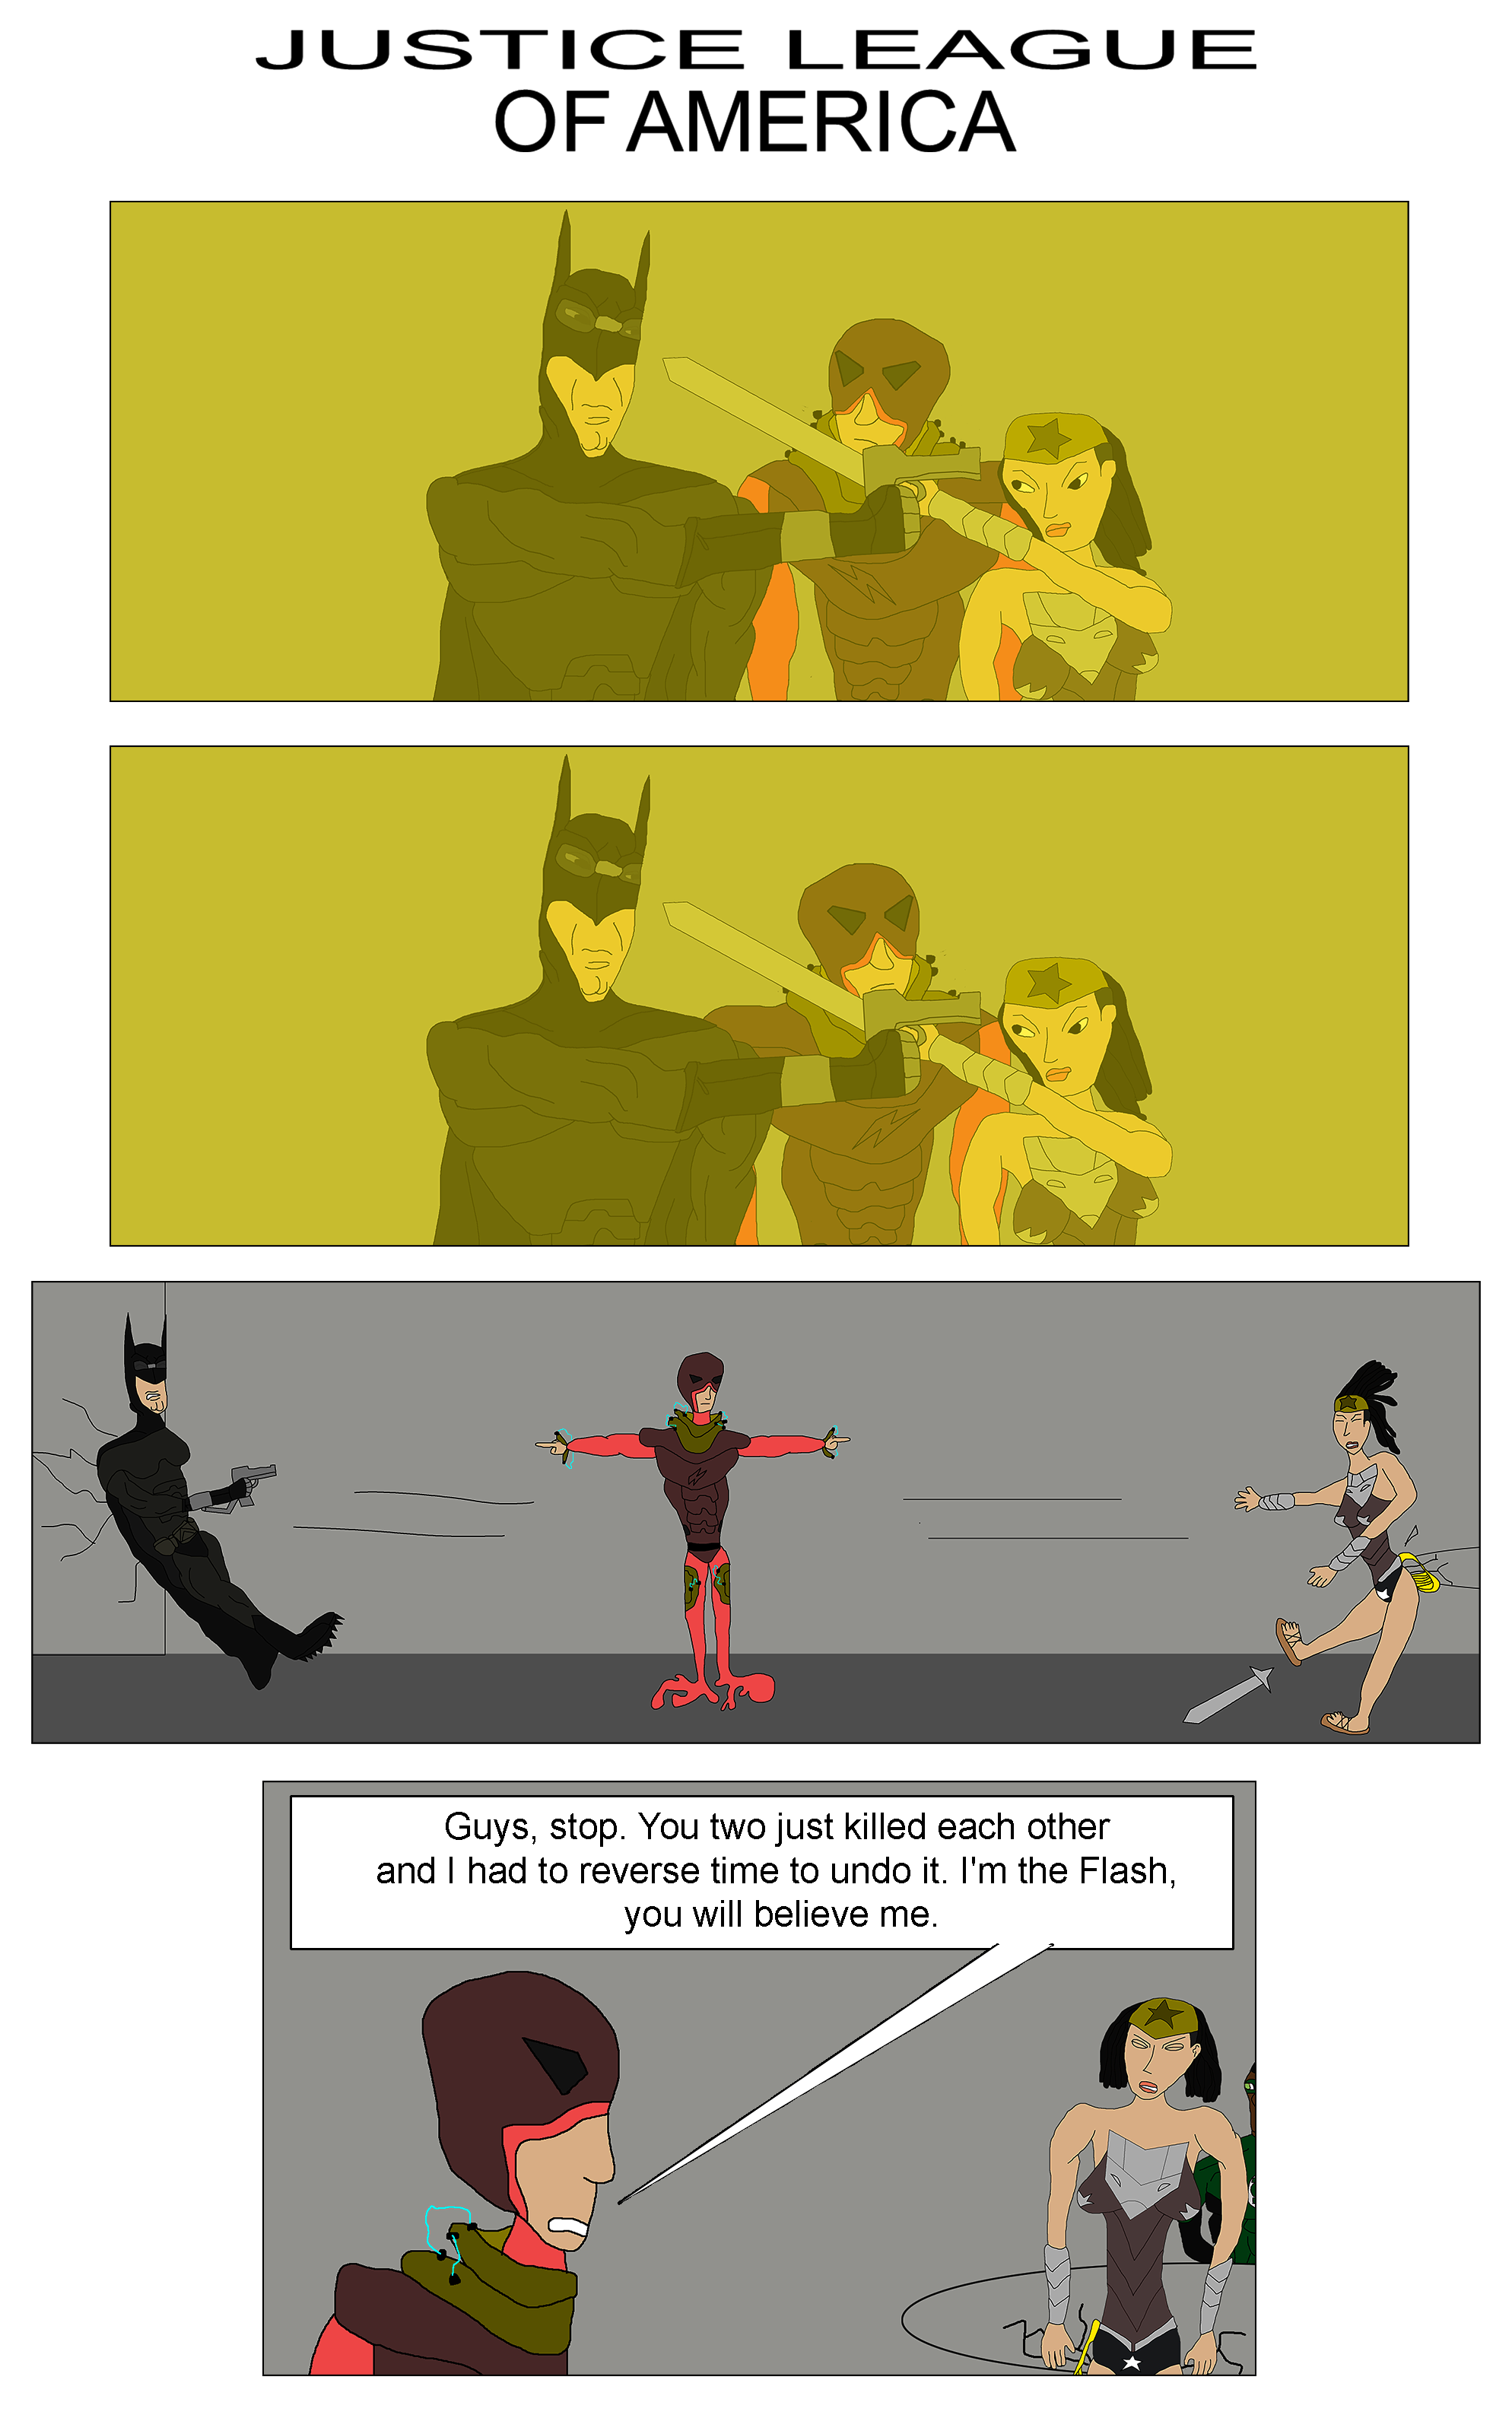 JUSTICE LEAGUE
OF AMERICA
Guys, stop. You two just killed each other
and I had to reverse time to undo it. I'm the Flash,
you will believe me.